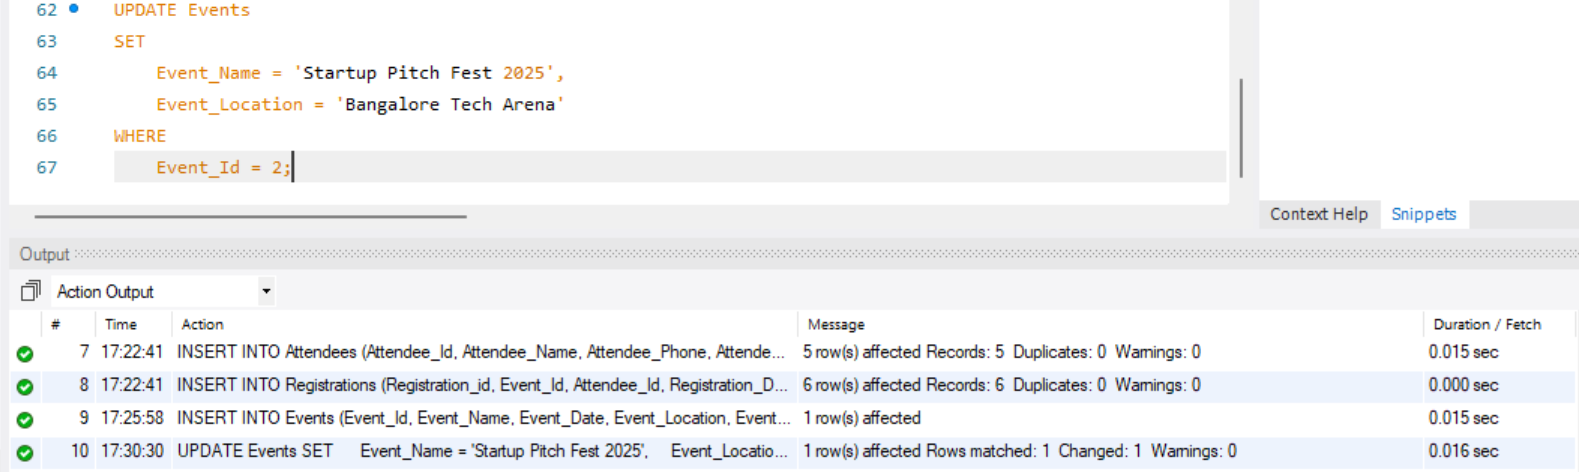 62 UPDATE Events
63 SET
64 Event_Name = 'Startup Pitch Fest 2025',
65 Event_Location = 'Bangalore Tech Arena'
66 WHERE
67 Event_Id = 2;
Context Help Snippets
Output
Action Output
# Time Action Message Duration / Fetch
7 17:22:41 INSERT INTO Attendees (Attendee_Id, Attendee_Name, Attendee_Phone, Attende... 5 row(s) affected Records: 5 Duplicates: 0 Warnings: 0 0.015 sec
8 17:22:41 INSERT INTO Registrations (Registration_id, Event_Id, Attendee_Id, Registration_D... 6 row(s) affected Records: 6 Duplicates: 0 Warnings: 0 0.000 sec
9 17:25:58 INSERT INTO Events (Event_Id, Event_Name, Event_Date, Event_Location, Event... 1 row(s) affected 0.015 sec
10 17:30:30 UPDATE Events SET Event_Name = 'Startup Pitch Fest 2025', Event_Locatio... 1 row(s) affected Rows matched: 1 Changed: 1 Warnings: 0 0.016 sec